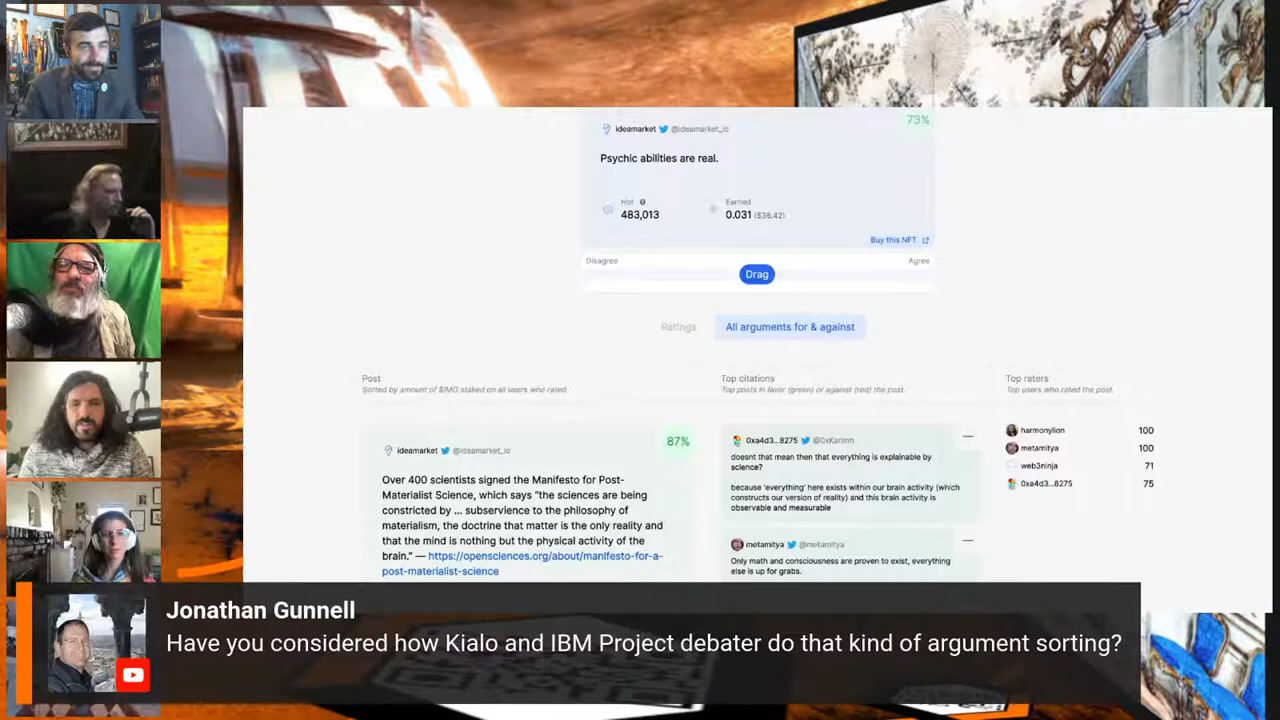 73%
ideamarket @ideamarket_io
Psychic abilities are real.
Hot
Earned
483,013
0.031 ($36.42)
Buy this NFT
Disagree
Agree
Drag
Ratings
All arguments for & against
Post
Sorted by amount of $IMO staked on all users who rated
Top citations
Top posts in favor (green) or against (red) the post.
Top raters
Top users who rated the post.
ideamarket @ideamarket_io
87%
Over 400 scientists signed the Manifesto for Post-
Materialist Science, which says "the sciences are being
constricted by ... subservience to the philosophy of
materialism, the doctrine that matter is the only reality and
that the mind is nothing but the physical activity of the
brain." — https://opensciences.org/about/manifesto-for-a-
post-materialist-science
0xa4d3...8275 @0xKarimh
doesnt that mean then that everything is explainable by
science?
because 'everything' here exists within our brain activity (which
constructs our version of reality) and this brain activity is
observable and measurable
metamitya @metamitya
Only math and consciousness are proven to exist, everything
else is up for grabs.
harmonylion 100
metamitya 100
web3ninja 71
0xa4d3...8275 75
Jonathan Gunnell
Have you considered how Kialo and IBM Project debater do that kind of argument sorting?